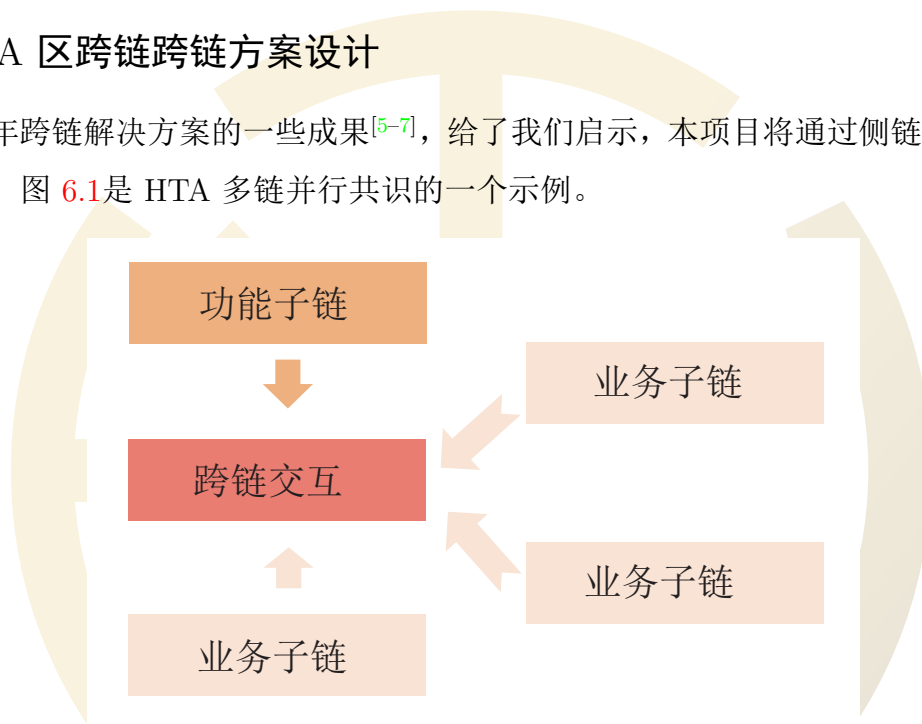 A 区跨链跨链方案设计
年跨链解决方案的一些成果[5–7]，给了我们启示，本项目将通过侧链
图 6.1是 HTA 多链并行共识的一个示例。
功能子链
业务子链
跨链交互
业务子链
业务子链